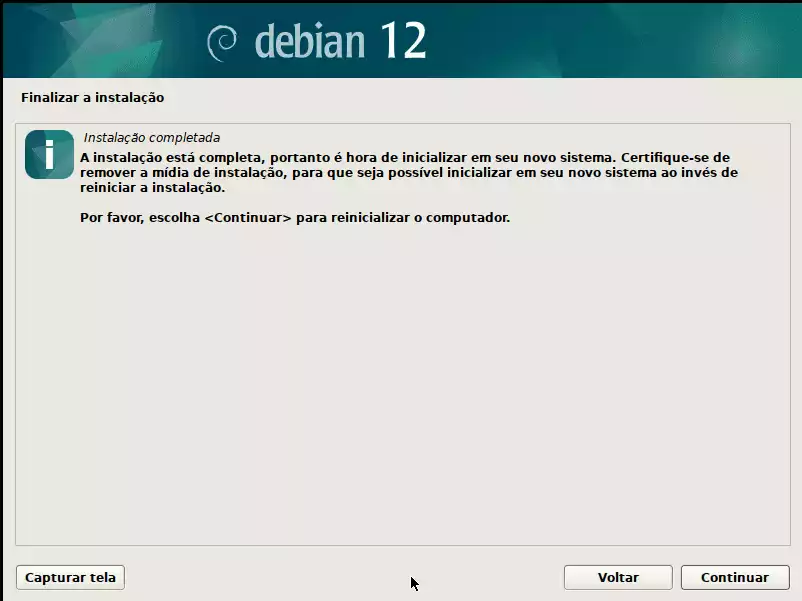 debian 12
Finalizar a instalação
Instalação completada
A instalação está completa, portanto é hora de inicializar em seu novo sistema. Certifique-se de
remover a mídia de instalação, para que seja possível inicializar em seu novo sistema ao invés de
reiniciar a instalação.
Por favor, escolha <Continuar> para reinicializar o computador.
Capturar tela
Voltar
Continuar